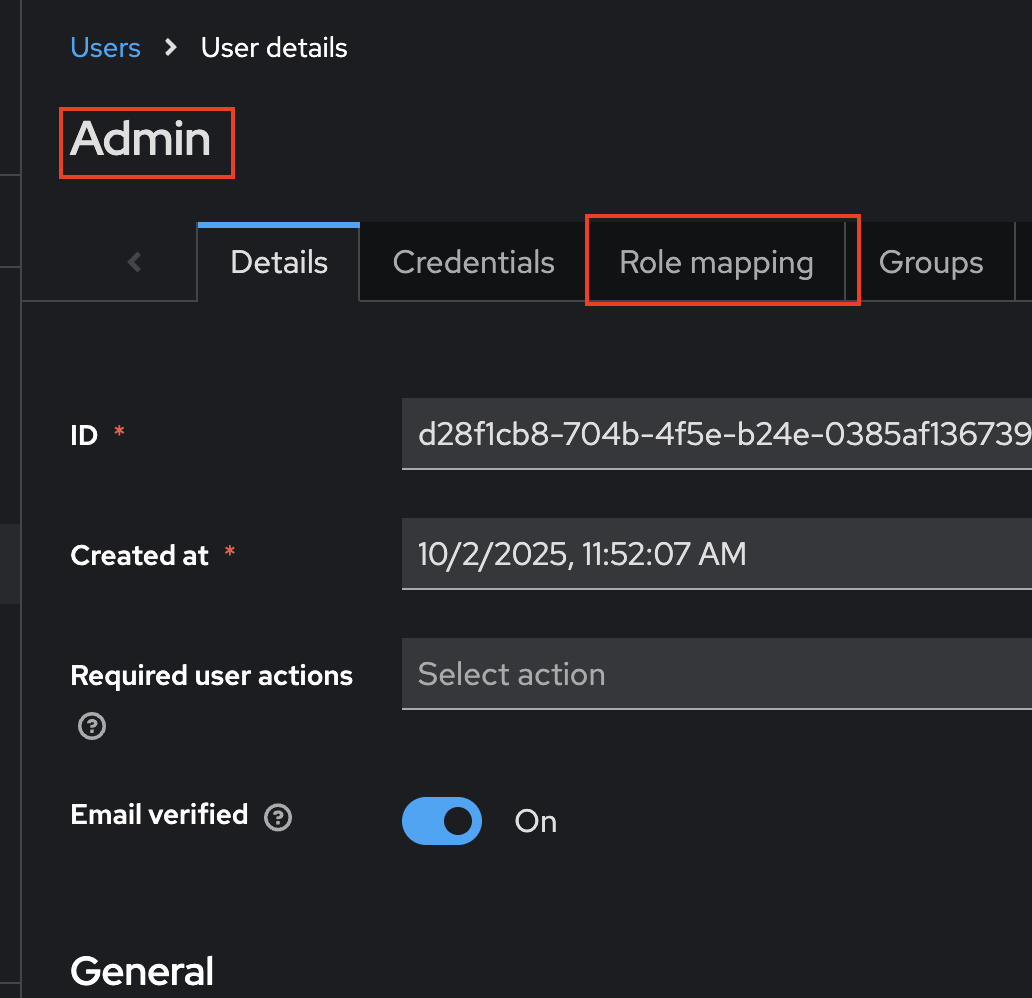 Users > User details
Admin
Details Credentials Role mapping Groups
ID * d28f1cb8-704b-4f5e-b24e-0385af136739
Created at * 10/2/2025, 11:52:07 AM
Required user actions Select action
?
Email verified ? On
General